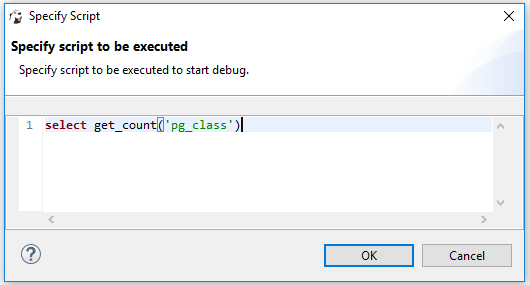 Specify Script
Specify script to be executed
Specify script to be executed to start debug.
1 select get_count('pg_class')
?
OK Cancel